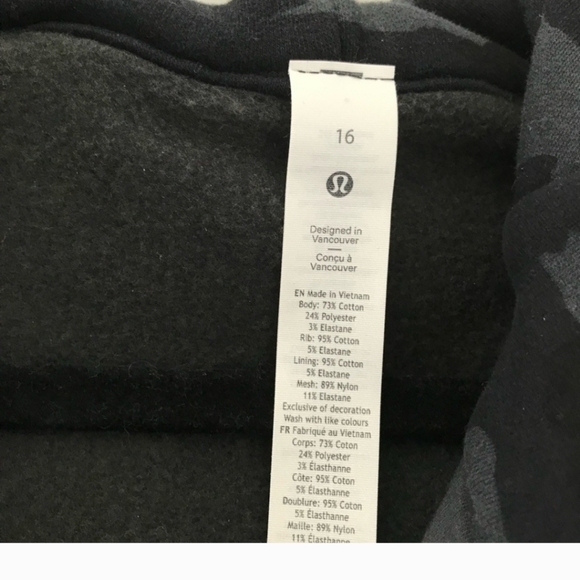 16
Designed in
Vancouver
Conçu à
Vancouver
EN Made in Vietnam
Body: 73% Cotton
24% Polyester
3% Elastane
Rib: 95% Cotton
5% Elastane
Lining: 95% Cotton
5% Elastane
Mesh: 89% Nylon
11% Elastane
Exclusive of decoration
Wash with like colours
FR Fabriqué au Vietnam
Corps: 73% Coton
24% Polyester
3% Élasthanne
Côte: 95% Coton
5% Élasthanne
Doublure: 95% Coton
5% Élasthanne
Maille: 89% Nylon
11% Élasthanne